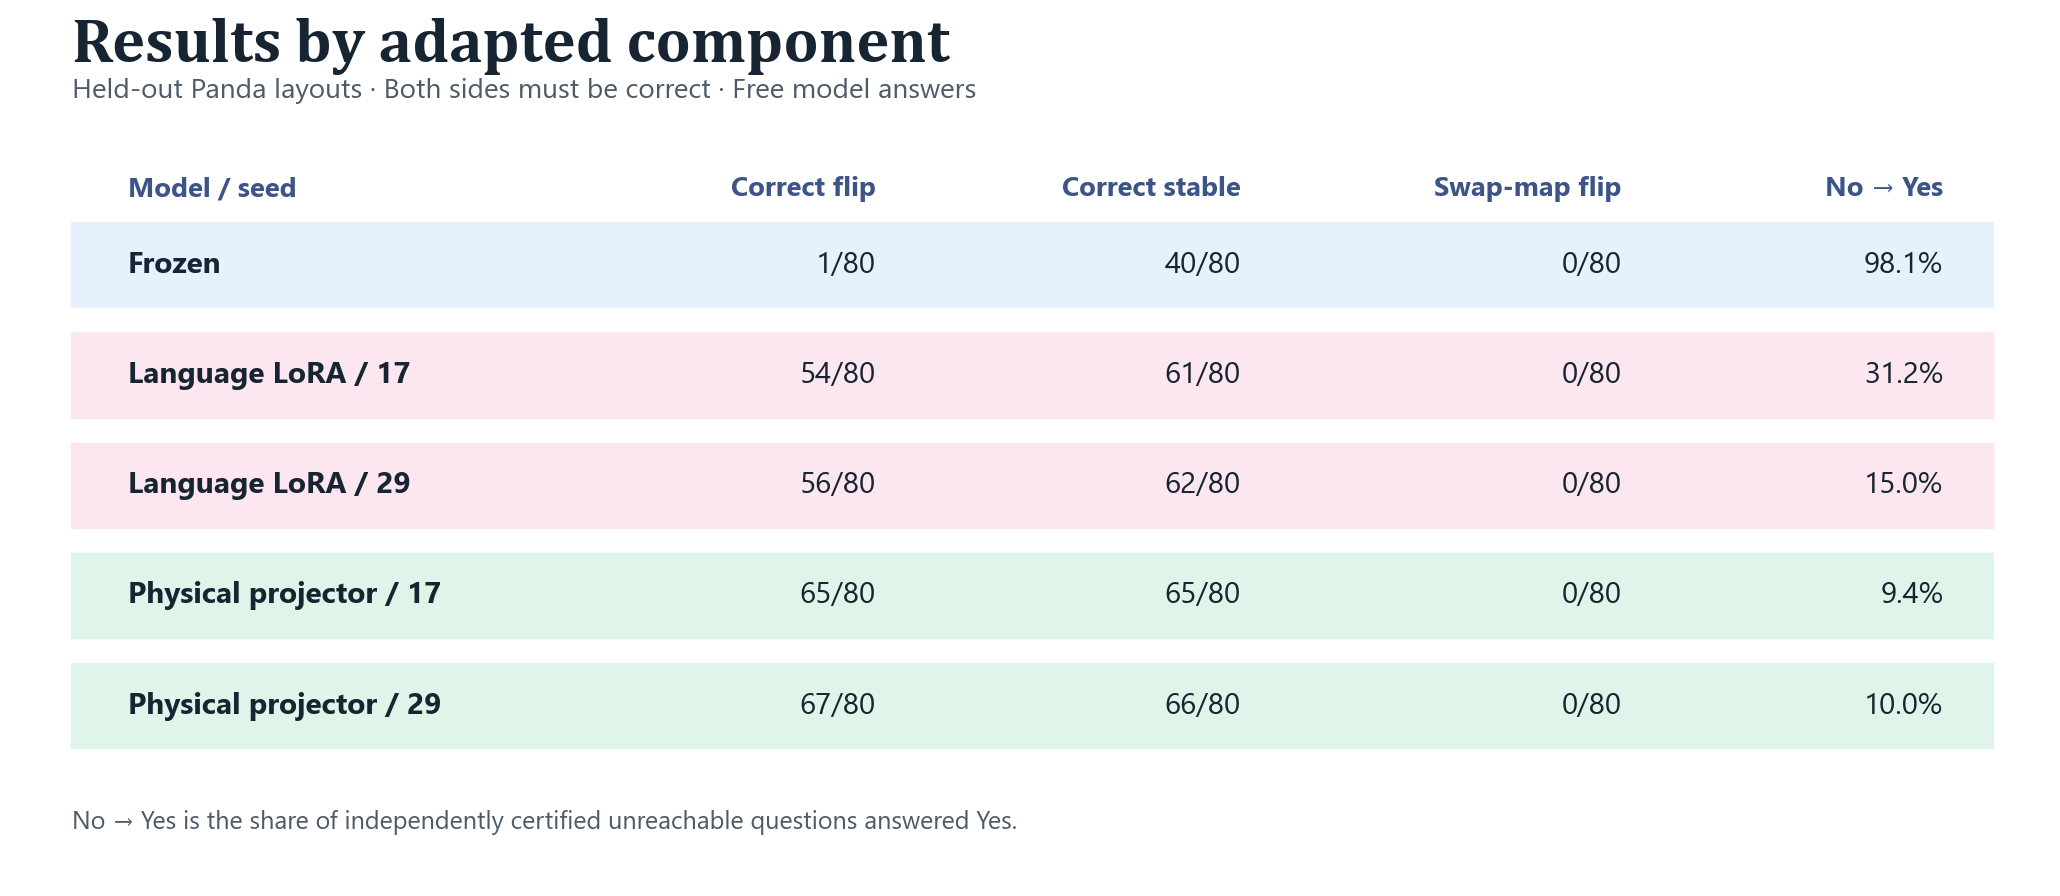 Results by adapted component
Held-out Panda layouts · Both sides must be correct · Free model answers
Model / seed Correct flip Correct stable Swap-map flip No → Yes
Frozen 1/80 40/80 0/80 98.1%
Language LoRA / 17 54/80 61/80 0/80 31.2%
Language LoRA / 29 56/80 62/80 0/80 15.0%
Physical projector / 17 65/80 65/80 0/80 9.4%
Physical projector / 29 67/80 66/80 0/80 10.0%
No → Yes is the share of independently certified unreachable questions answered Yes.